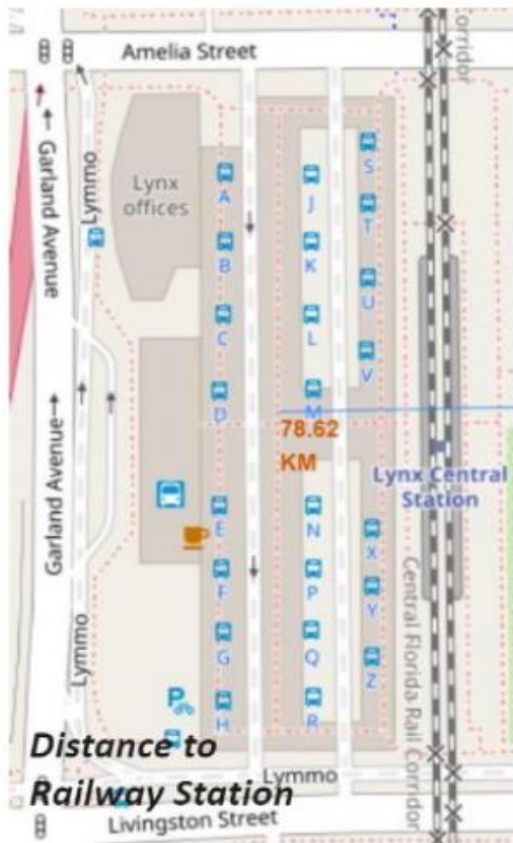 Corridor
Amelia Street
Garland Avenue
Lymmo
Lynx
offices
A
B
C
D
E
F
G
H
J
K
L
M
N
P
Q
R
S
T
U
V
X
Y
Z
78.62
KM
Lynx Central
Station
Garland Avenue→
Lymmo
Central Florida Rail Corridor
P
Distance to
Railway Station
Lymmo
Livingston Street